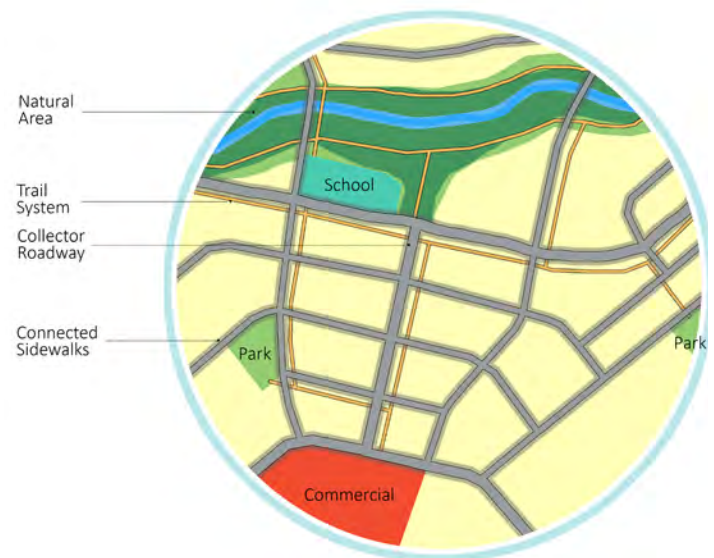 Natural
Area
Trail
System
Collector
Roadway
Connected
Sidewalks
School
Park
Park
Commercial